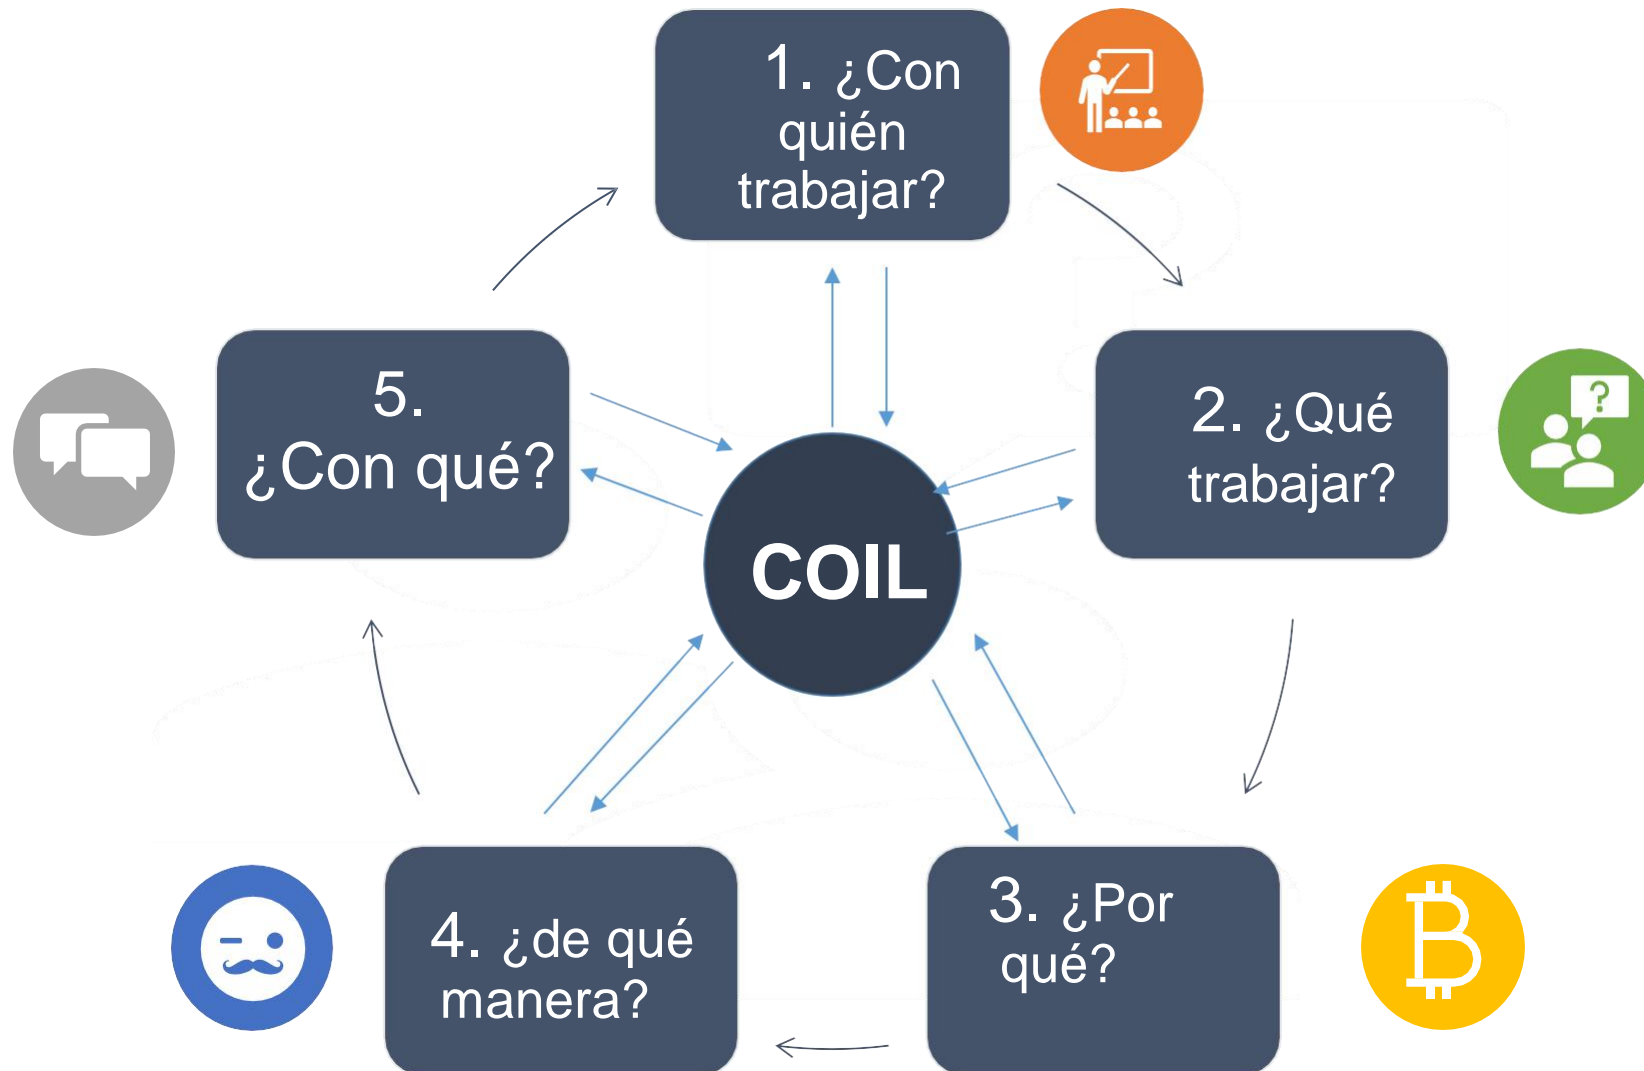 1. ¿Con
quién
trabajar?
2. ¿Qué
trabajar?
3. ¿Por
qué?
4. ¿de qué
manera?
5.
¿Con qué?
COIL
?